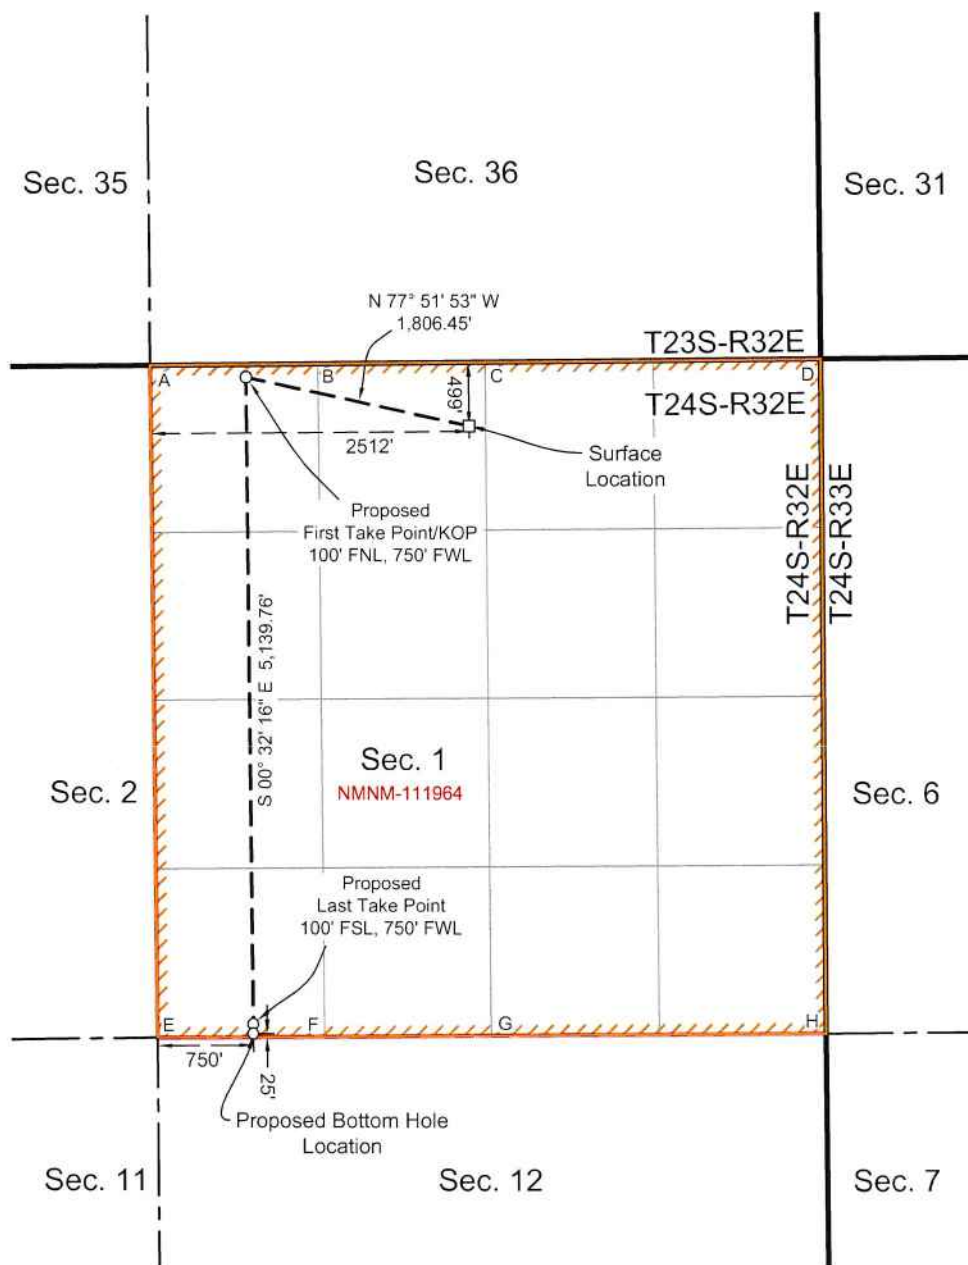 Sec. 35
Sec. 36
Sec. 31
N 77° 51' 53" W
1,806.45'
T23S-R32E
A
B
C
D
499'
T24S-R32E
2512'
Surface
Location
Proposed
First Take Point/KOP
100' FNL, 750' FWL
T24S-R32E
T24S-R33E
S 00° 32' 16" E 5,139.76'
Sec. 1
NMNM-111964
Sec. 2
Sec. 6
Proposed
Last Take Point
100' FSL, 750' FWL
E
F
G
H
750'
25'
Proposed Bottom Hole
Location
Sec. 11
Sec. 12
Sec. 7